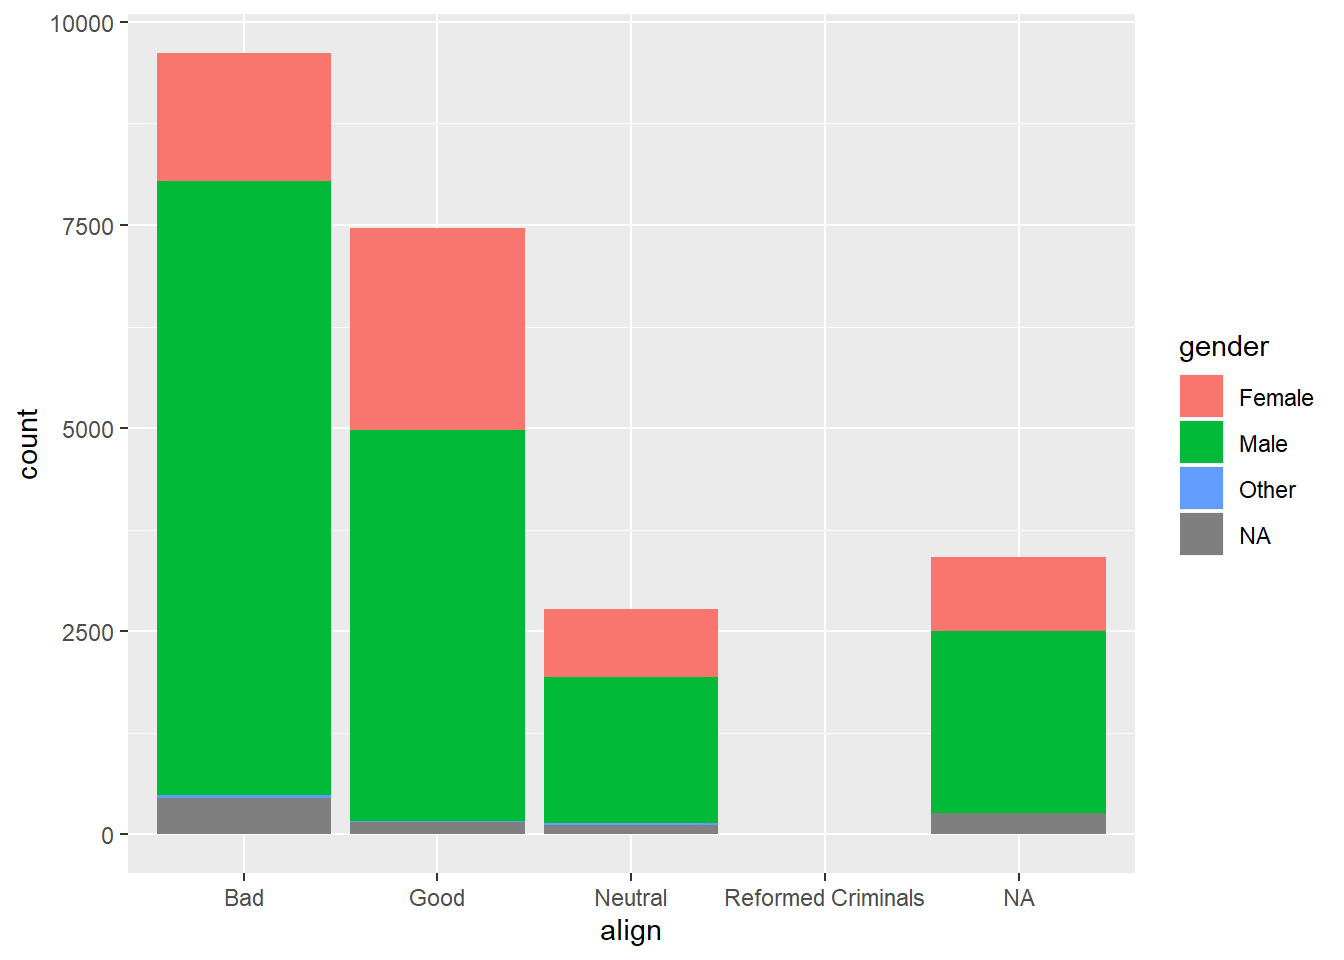 10000
7500
5000
2500
0
count
Bad Good Neutral Reformed Criminals NA
align
gender
Female
Male
Other
NA